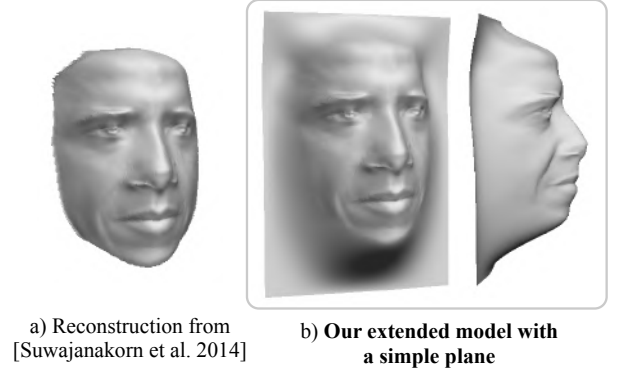 a) Reconstruction from
[Suwajanakorn et al. 2014]
b) Our extended model with
a simple plane